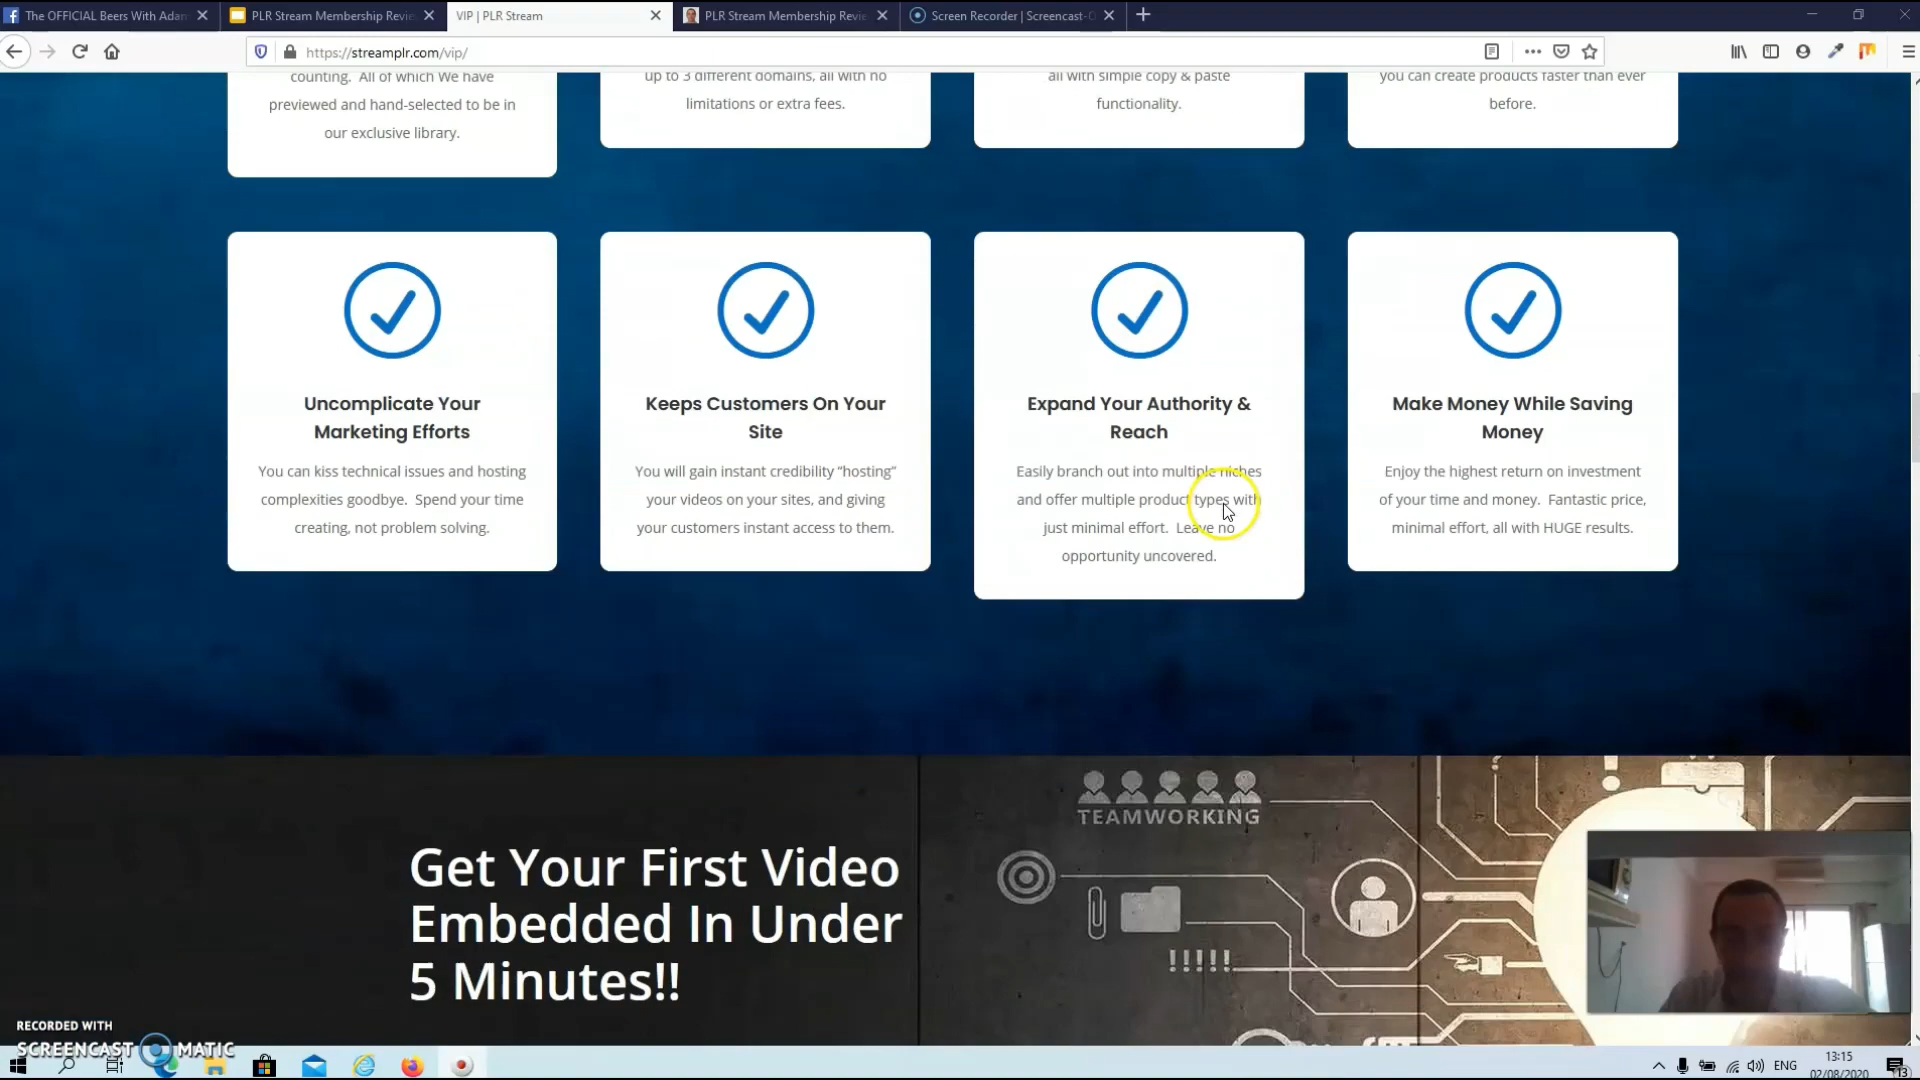 The OFFICIAL Beers With Adam
PLR Stream Membership Revie
VIP | PLR Stream
PLR Stream Membership Revie
Screen Recorder | Screencast-O
https://streamplr.com/vip/
counting. All of which We have
previewed and hand-selected to be in
our exclusive library.
up to 3 different domains, all with no
limitations or extra fees.
all with simple copy & paste
functionality.
you can create products faster than ever
before.
Uncomplicate Your
Marketing Efforts
You can kiss technical issues and hosting
complexities goodbye. Spend your time
creating, not problem solving.
Keeps Customers On Your
Site
You will gain instant credibility “hosting”
your videos on your sites, and giving
your customers instant access to them.
Expand Your Authority &
Reach
Easily branch out into multiple niches
and offer multiple product types with
just minimal effort. Leave no
opportunity uncovered.
Make Money While Saving
Money
Enjoy the highest return on investment
of your time and money. Fantastic price,
minimal effort, all with HUGE results.
TEAMWORKING
Get Your First Video
Embedded In Under
5 Minutes!!
!!!!!
RECORDED WITH
SCREENCAST MATIC
ENG
13:15
02/08/2020
13